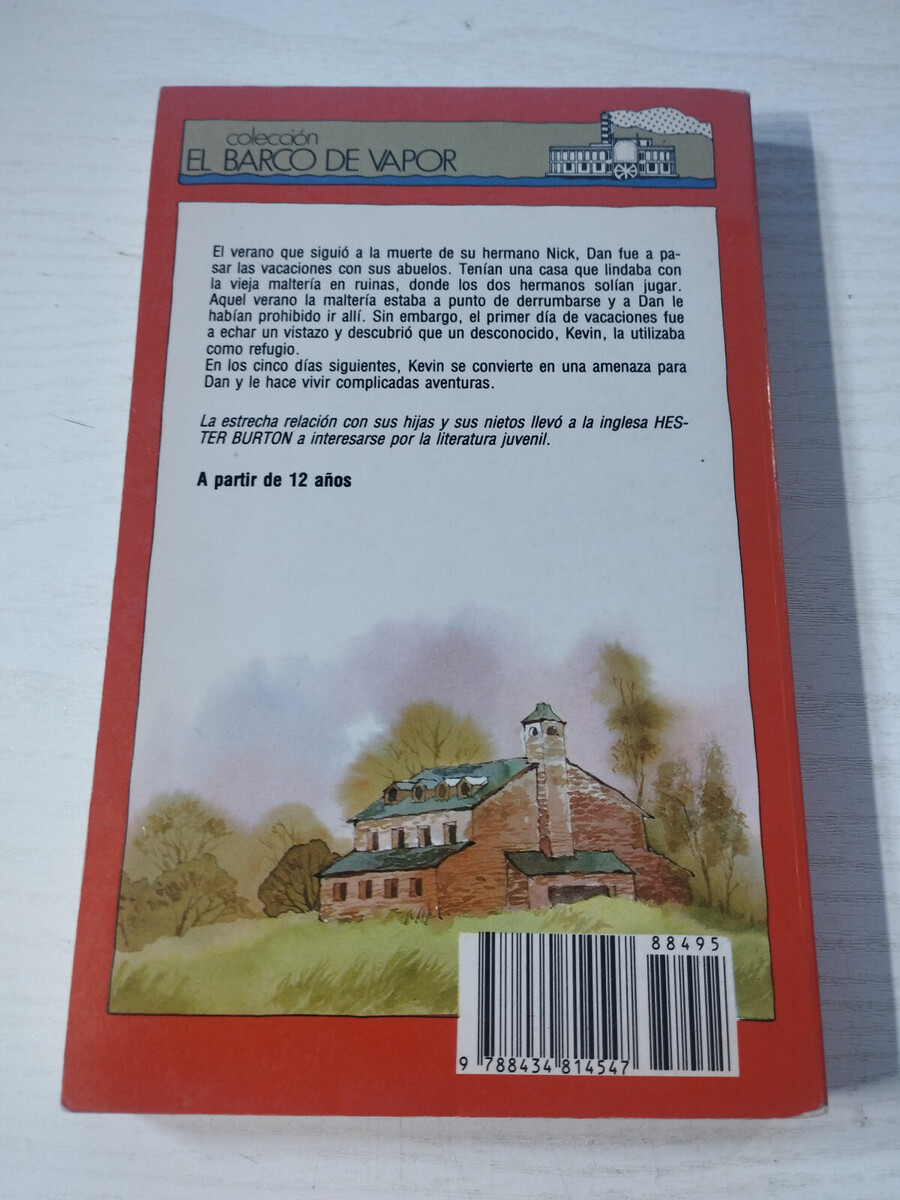 colección
EL BARCO DE VAPOR
El verano que siguió a la muerte de su hermano Nick, Dan fue a pa-
sar las vacaciones con sus abuelos. Tenían una casa que lindaba con
la vieja maltería en ruinas, donde los dos hermanos solían jugar.
Aquel verano la maltería estaba a punto de derrumbarse y a Dan le
habían prohibido ir allí. Sin embargo, el primer día de vacaciones fue
a echar un vistazo y descubrió que un desconocido, Kevin, la utilizaba
como refugio.
En los cinco días siguientes, Kevin se convierte en una amenaza para
Dan y le hace vivir complicadas aventuras.
La estrecha relación con sus hijas y sus nietos llevó a la inglesa HES-
TER BURTON a interesarse por la literatura juvenil.
A partir de 12 años
88495
9 788434 814547